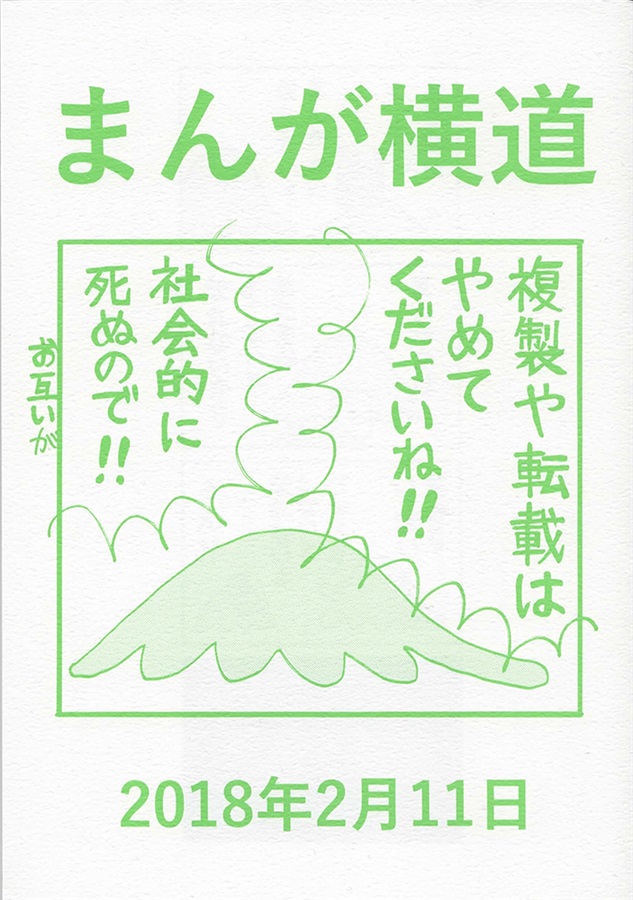 まんが横道
複製や転載は
やめて
くださいね!!
社会的に
死ぬので!!
お互いが
2018年2月11日